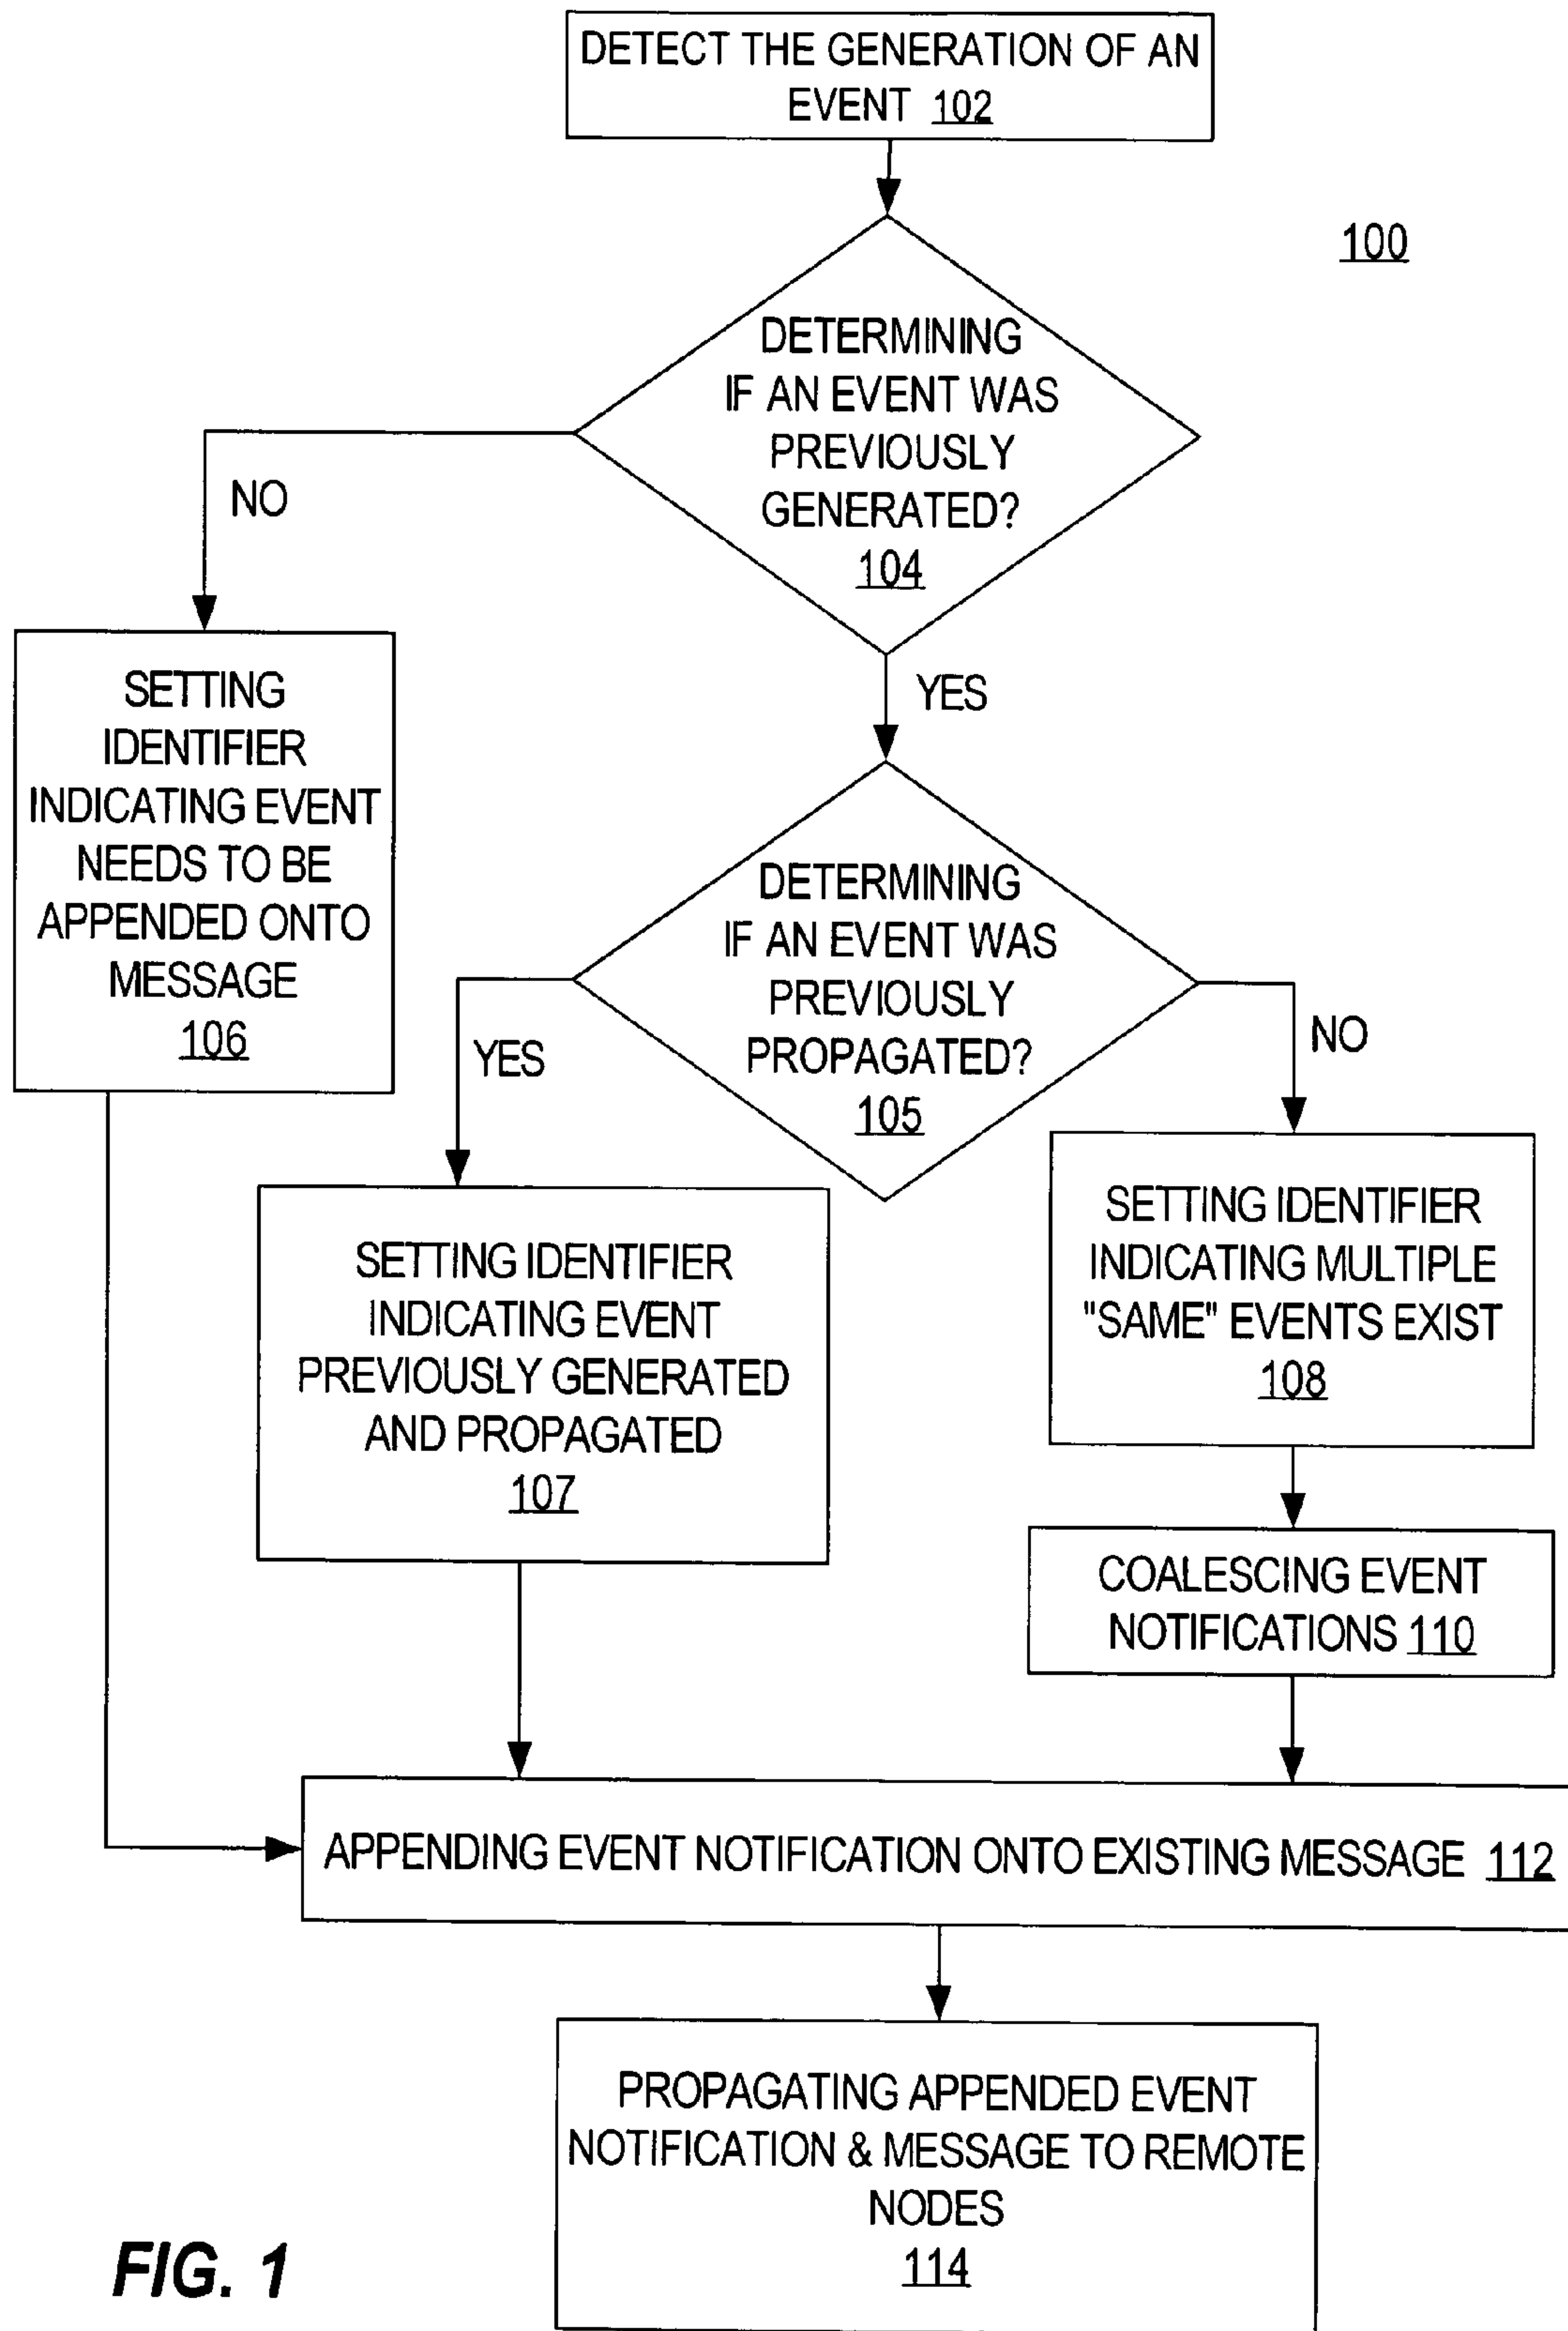 DETECT THE GENERATION OF AN
EVENT 102
100
DETERMINING
IF AN EVENT WAS
PREVIOUSLY
GENERATED?
104
NO
YES
SETTING
IDENTIFIER
INDICATING EVENT
NEEDS TO BE
APPENDED ONTO
MESSAGE
106
DETERMINING
IF AN EVENT WAS
PREVIOUSLY
PROPAGATED?
105
YES
NO
SETTING IDENTIFIER
INDICATING EVENT
PREVIOUSLY GENERATED
AND PROPAGATED
107
SETTING IDENTIFIER
INDICATING MULTIPLE
"SAME" EVENTS EXIST
108
COALESCING EVENT
NOTIFICATIONS 110
APPENDING EVENT NOTIFICATION ONTO EXISTING MESSAGE 112
PROPAGATING APPENDED EVENT
NOTIFICATION & MESSAGE TO REMOTE
NODES
114
FIG. 1